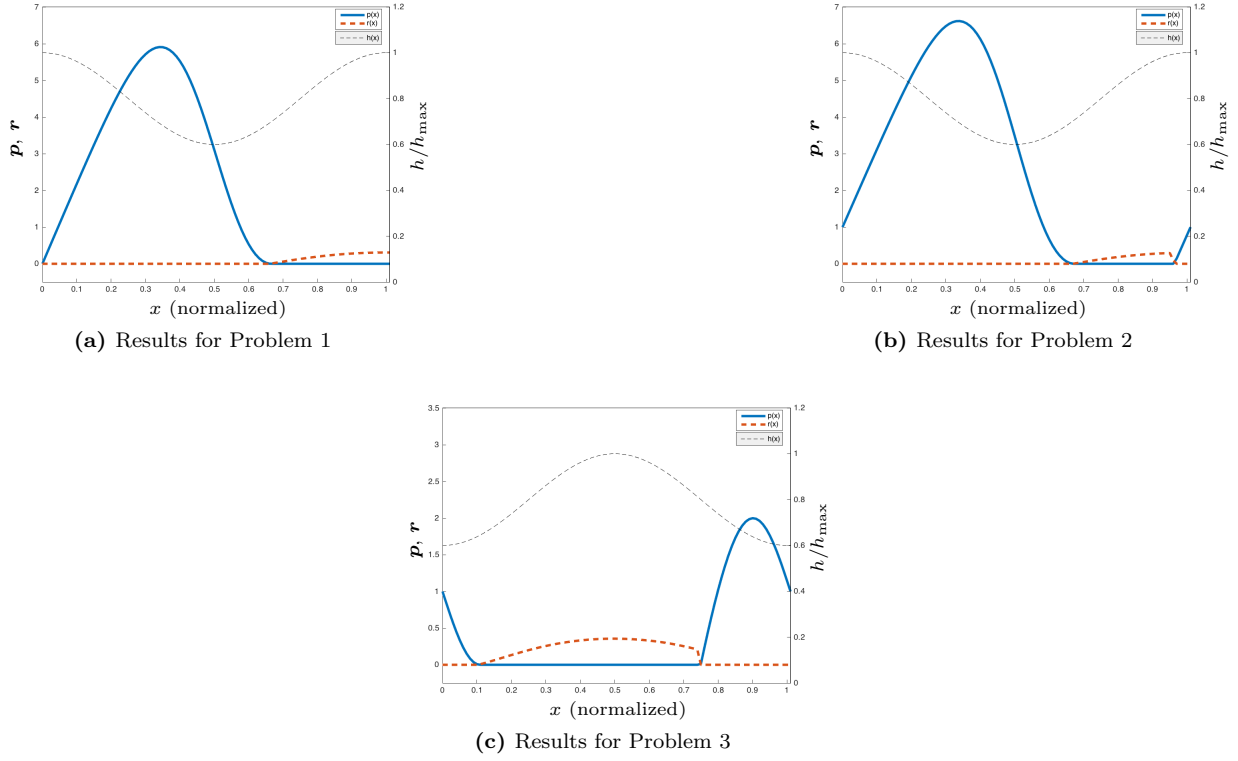 7
6
5
4
3
2
1
0
p, r
1.2
1
0.8
0.6
0.4
0.2
0
h/hmax
p(x)
r(x)
h(x)
0 0.1 0.2 0.3 0.4 0.5 0.6 0.7 0.8 0.9 1
x (normalized)
(a) Results for Problem 1
7
6
5
4
3
2
1
0
p, r
1.2
1
0.8
0.6
0.4
0.2
0
h/hmax
p(x)
r(x)
h(x)
0 0.1 0.2 0.3 0.4 0.5 0.6 0.7 0.8 0.9 1
x (normalized)
(b) Results for Problem 2
3.5
3
2.5
2
1.5
1
0.5
0
p, r
1.2
1
0.8
0.6
0.4
0.2
0
h/hmax
p(x)
r(x)
h(x)
0 0.1 0.2 0.3 0.4 0.5 0.6 0.7 0.8 0.9 1
x (normalized)
(c) Results for Problem 3